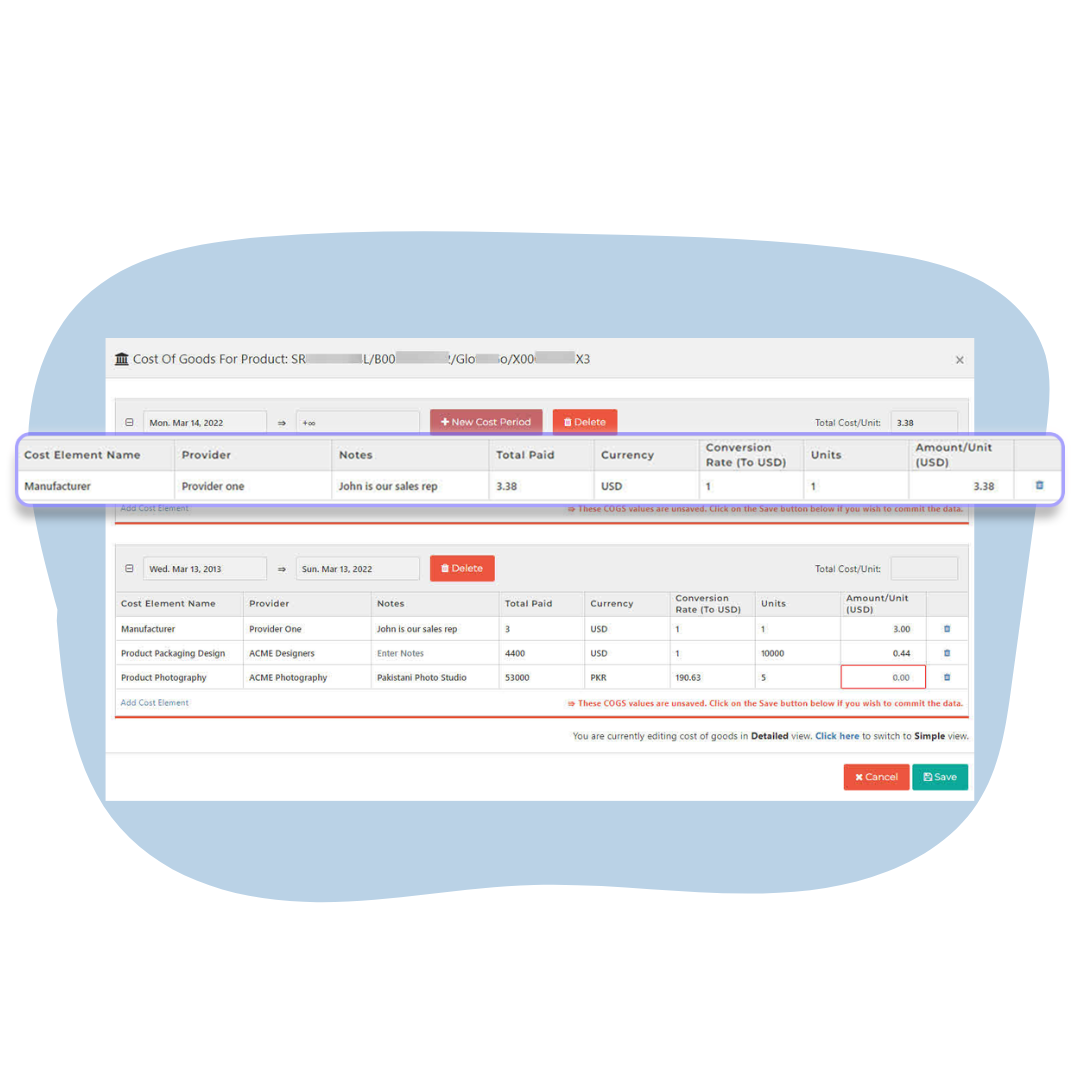 Cost Of Goods For Product: SR L/B00 /Glo o/X00 X3 ×
Mon. Mar 14, 2022 ⇒ +∞ + New Cost Period Delete Total Cost/Unit: 3.38
Cost Element Name Provider Notes Total Paid Currency Conversion Rate (To USD) Units Amount/Unit (USD)
Manufacturer Provider one John is our sales rep 3.38 USD 1 1 3.38
Add Cost Element ⇒ These COGS values are unsaved. Click on the Save button below if you wish to commit the data.
Wed. Mar 13, 2013 ⇒ Sun. Mar 13, 2022 Delete Total Cost/Unit:
Cost Element Name Provider Notes Total Paid Currency Conversion Rate (To USD) Units Amount/Unit (USD)
Manufacturer Provider One John is our sales rep 3 USD 1 1 3.00
Product Packaging Design ACME Designers Enter Notes 4400 USD 1 10000 0.44
Product Photography ACME Photography Pakistani Photo Studio 53000 PKR 190.63 5 0.00
Add Cost Element ⇒ These COGS values are unsaved. Click on the Save button below if you wish to commit the data.
You are currently editing cost of goods in Detailed view. Click here to switch to Simple view.
× Cancel Save